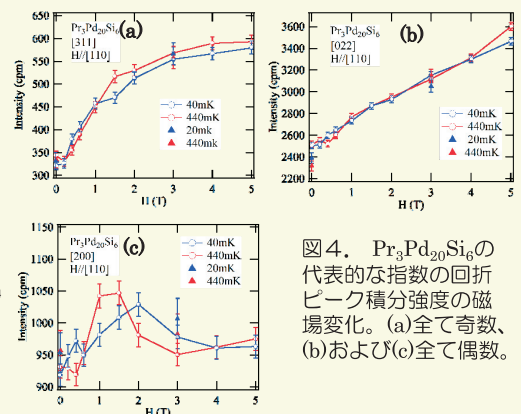 (a)
Pr₃Pd₂₀Si₆
[311]
H//[110]
40mK
440mK
20mk
440mk
Intensity (cpm)
600
550
500
450
400
350
300
0
1
2
3
4
5
H (T)
(b)
Pr₃Pd₂₀Si₆
[022]
H//[110]
40mK
440mK
20mK
440mK
Intensity (cpm)
3600
3400
3200
3000
2800
2600
2400
2200
0
1
2
3
4
5
H (T)
(c)
Pr₃Pd₂₀Si₆
[200]
H//[110]
40mK
440mK
20mK
440mK
Intensity (cpm)
1150
1100
1050
1000
950
900
0
1
2
3
4
5
H (T)
図4． Pr₃Pd₂₀Si₆の
代表的な指数の回折
ピーク積分強度の磁
場変化。(a)全て奇数、
(b)および(c)全て偶数。